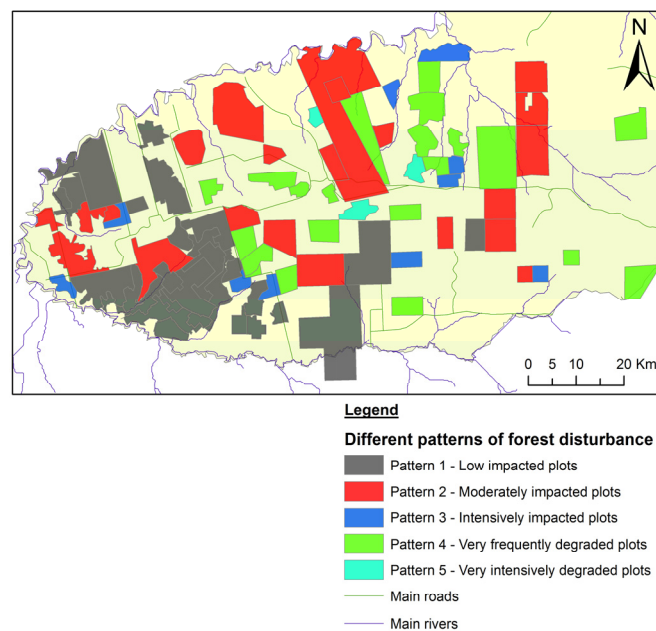 N
0 5 10 20 Km
Legend
Different patterns of forest disturbance
Pattern 1 - Low impacted plots
Pattern 2 - Moderately impacted plots
Pattern 3 - Intensively impacted plots
Pattern 4 - Very frequently degraded plots
Pattern 5 - Very intensively degraded plots
Main roads
Main rivers